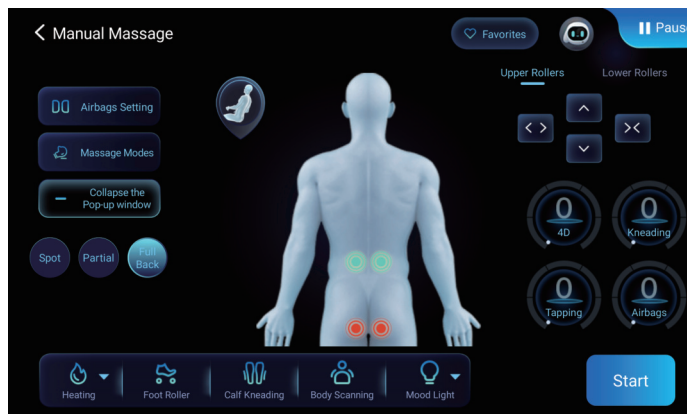 Manual Massage
Favorites
Paus
Upper Rollers
Lower Rollers
Airbags Setting
Massage Modes
Collapse the
Pop-up window
Spot
Partial
Full
Back
0
4D
0
Kneading
0
Tapping
0
Airbags
Heating
Foot Roller
Calf Kneading
Body Scanning
Mood Light
Start